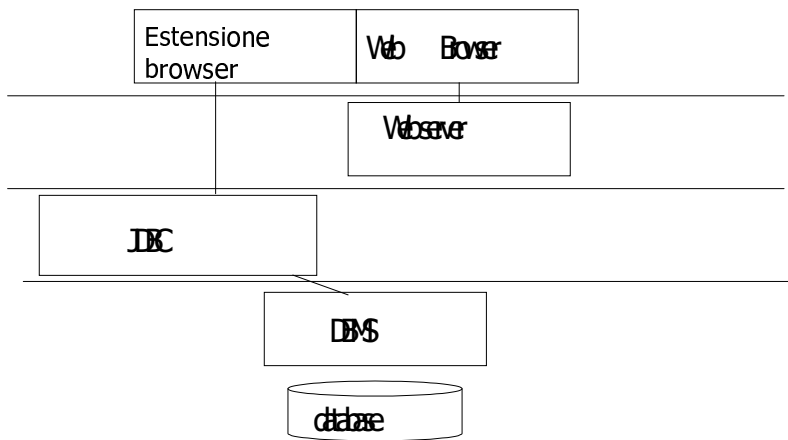 Estensione
browser
Web Browser
Webserver
JDBC
DBMS
database